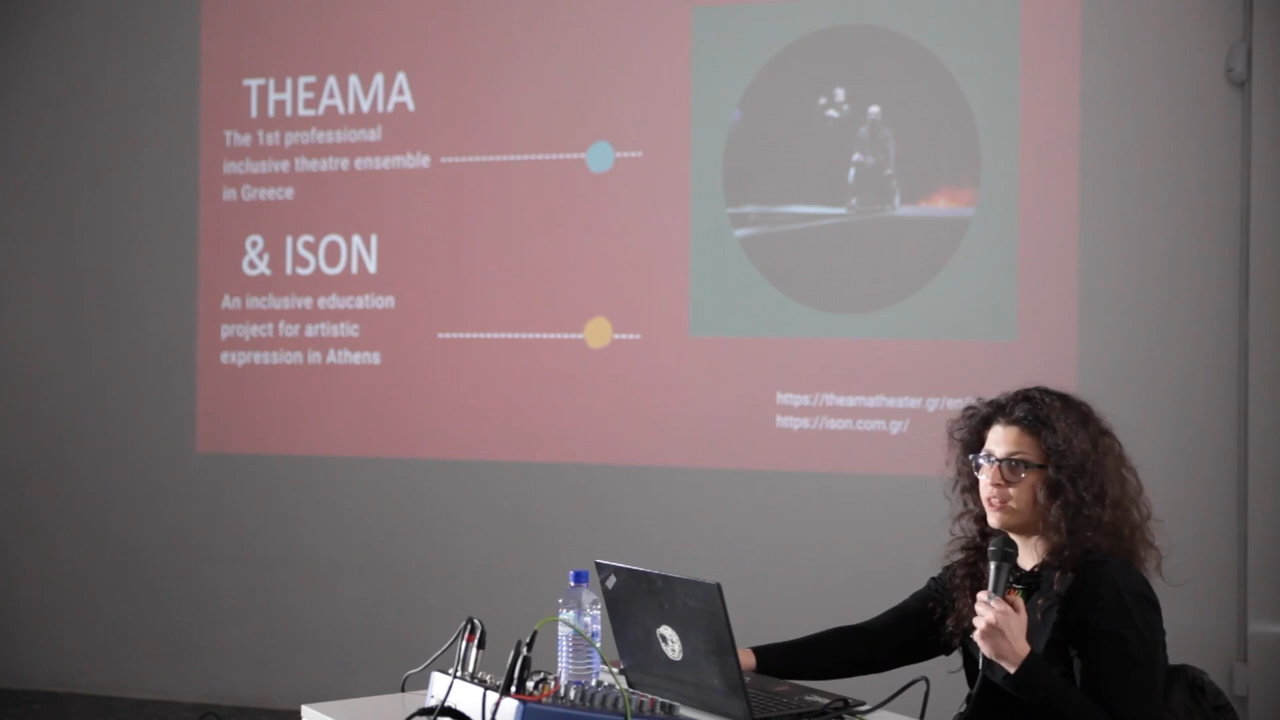 THEAMA
The 1st professional
inclusive theatre ensemble
in Greece
& ISON
An inclusive education
project for artistic
expression in Athens
https://theamatheater.gr/en/
https://ison.com.gr/